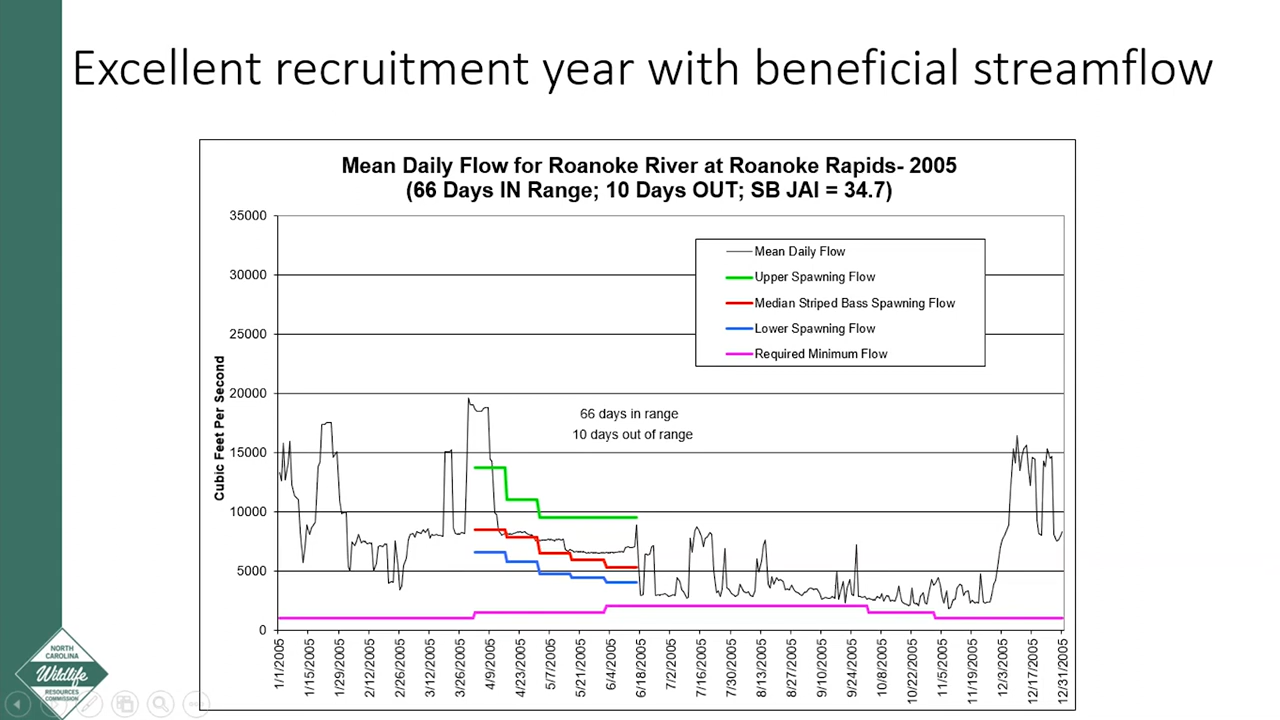 Excellent recruitment year with beneficial streamflow
Mean Daily Flow for Roanoke River at Roanoke Rapids- 2005
(66 Days IN Range; 10 Days OUT; SB JAI = 34.7)
35000
30000
25000
20000
15000
10000
5000
0
Cubic Feet Per Second
Mean Daily Flow
Upper Spawning Flow
Median Striped Bass Spawning Flow
Lower Spawning Flow
Required Minimum Flow
66 days in range
10 days out of range
1/1/2005
1/15/2005
1/29/2005
2/12/2005
2/26/2005
3/12/2005
3/26/2005
4/9/2005
4/23/2005
5/7/2005
5/21/2005
6/4/2005
6/18/2005
7/2/2005
7/16/2005
7/30/2005
8/13/2005
8/27/2005
9/10/2005
9/24/2005
10/8/2005
10/22/2005
11/5/2005
11/19/2005
12/3/2005
12/17/2005
12/31/2005
NORTH
CAROLINA
Wildlife
RESOURCES
COMMISSION